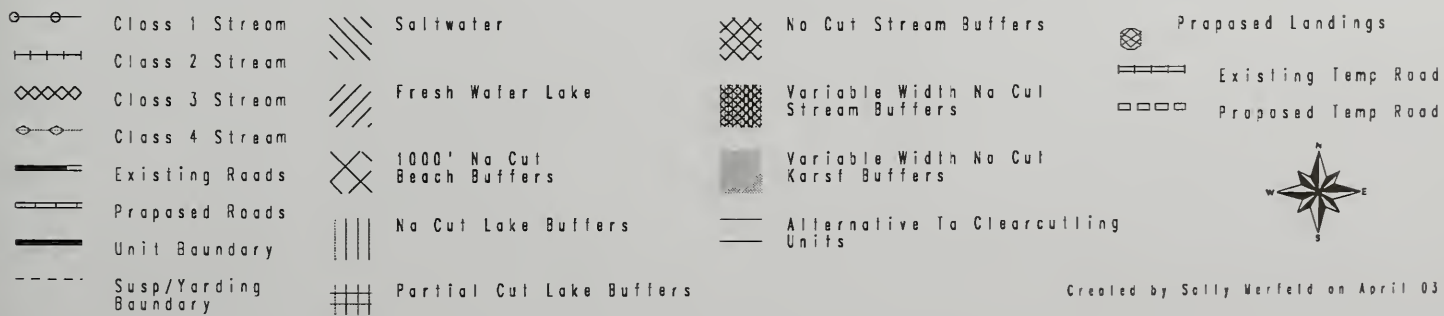 Class 1 Stream
Class 2 Stream
Class 3 Stream
Class 4 Stream
Existing Roads
Proposed Roads
Unit Boundary
Susp/Yarding
Boundary
Saltwater
Fresh Water Lake
1000' No Cut
Beach Buffers
No Cut Lake Buffers
Partial Cut Lake Buffers
No Cut Stream Buffers
Variable Width No Cut
Stream Buffers
Variable Width No Cut
Karst Buffers
Alternative To Clearcutting
Units
Proposed Landings
Existing Temp Road
Proposed Temp Road
N
W E
S
Created by Sally Werfeld on April 03